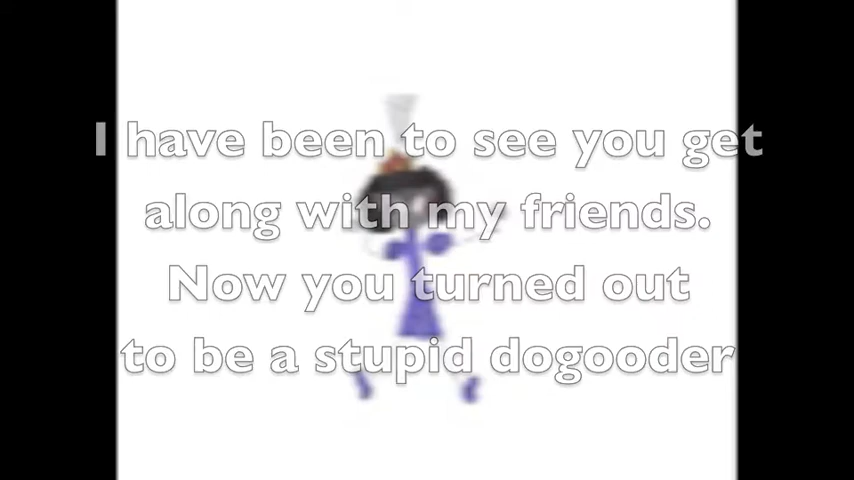 I have been to see you get
along with my friends.
Now you turned out
to be a stupid dogooder